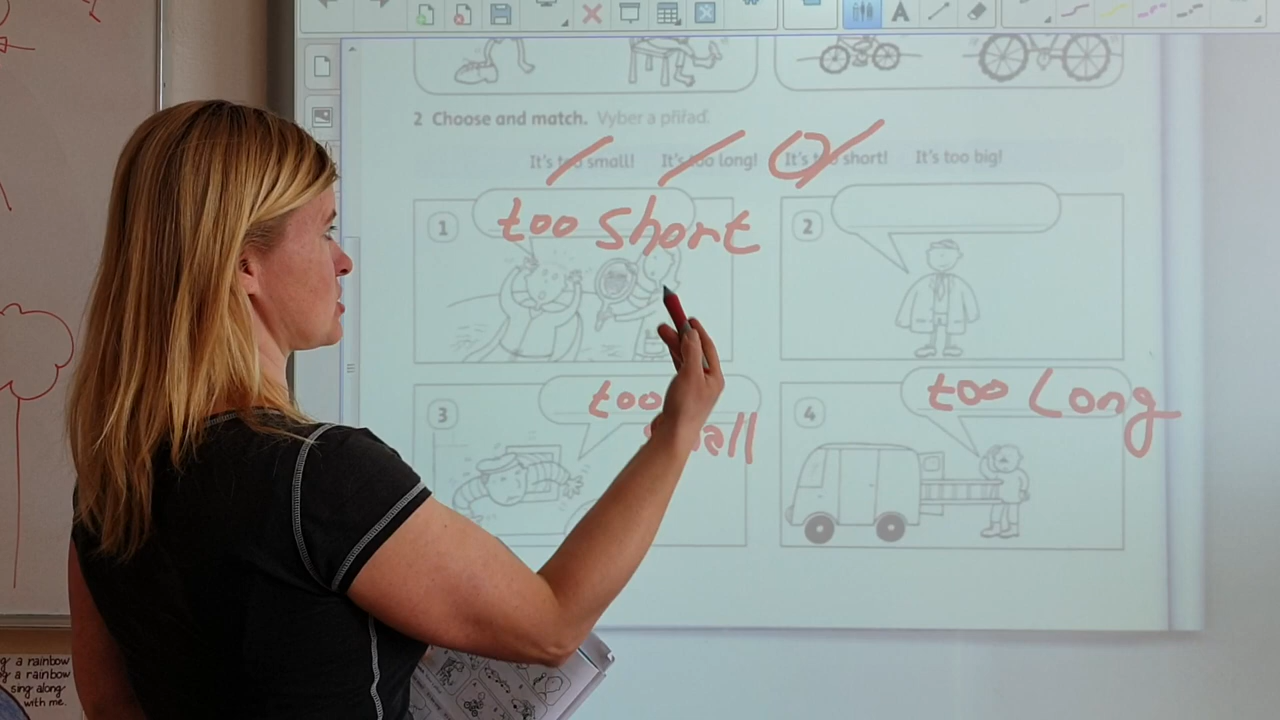 2 Choose and match. Vyber a přiřaď.
It's too small! It's too long! It's too short! It's too big!
1 too short
2
3 too
all
4 too Long
g a rainbow
g a rainbow
sing along
with me.